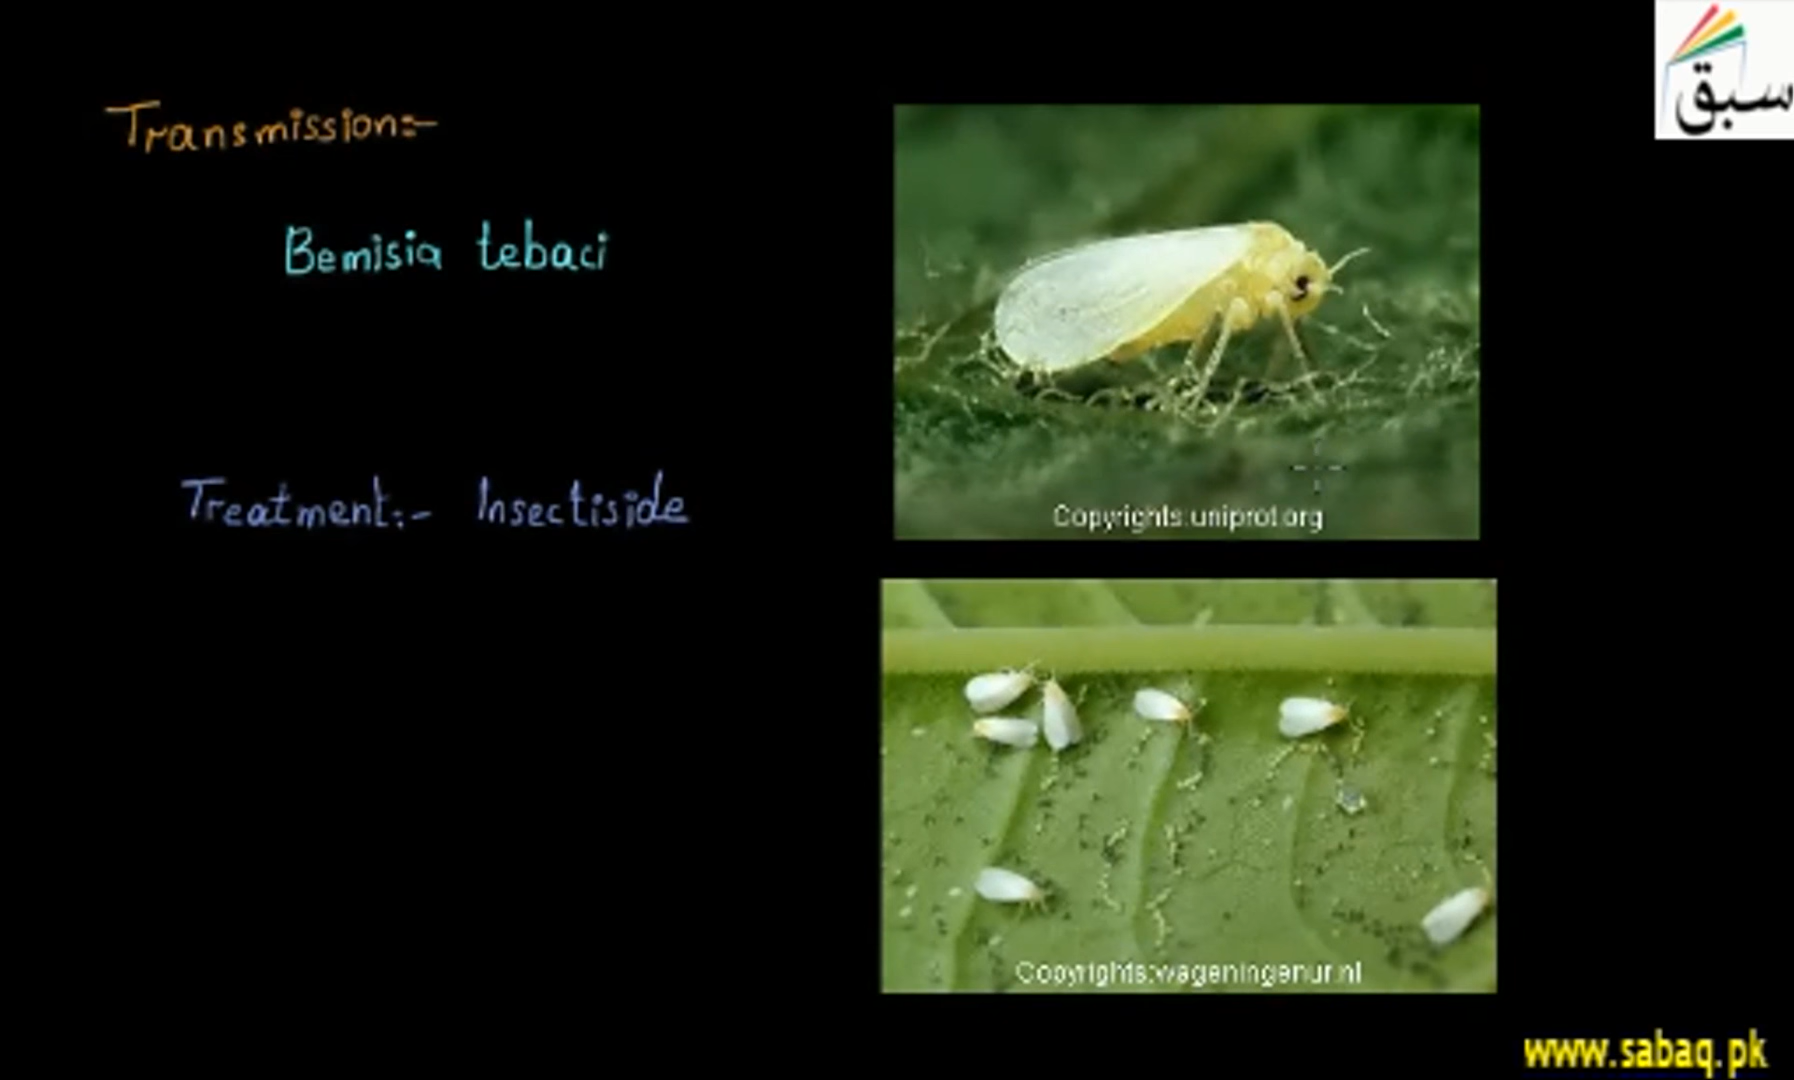 سبق
Transmission:-
Bemisia tebaci
Treatment:- Insectiside
Copyrights:uniprot.org
Copyrights:wageningenur.nl
www.sabaq.pk